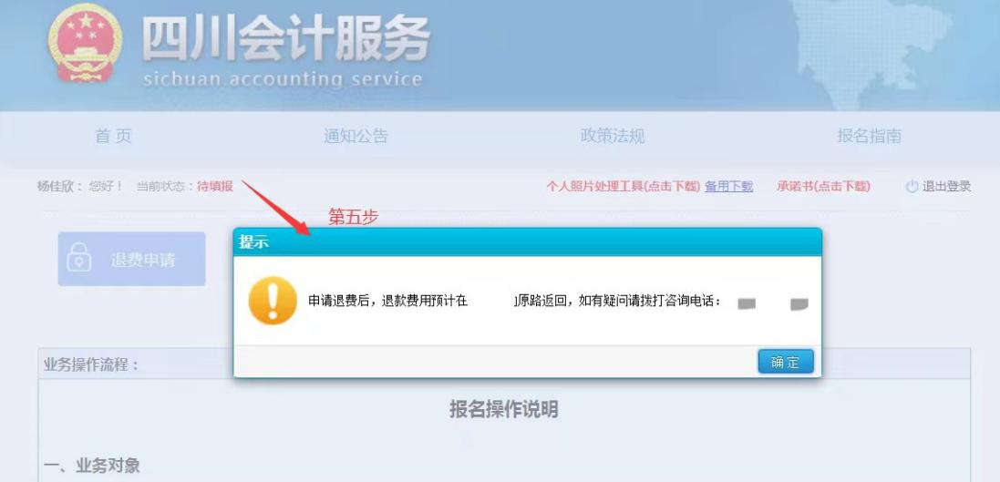 四川会计服务
sichuan accounting service
首 页 通知公告 政策法规 报名指南
杨佳欣： 您好！ 当前状态：待填报 个人照片处理工具(点击下载) 备用下载 承诺书(点击下载) 退出登录
第五步
提示
退费申请
申请退费后，退款费用预计在 原路返回，如有疑问请拨打咨询电话：
确定
业务操作流程：
报名操作说明
一、业务对象